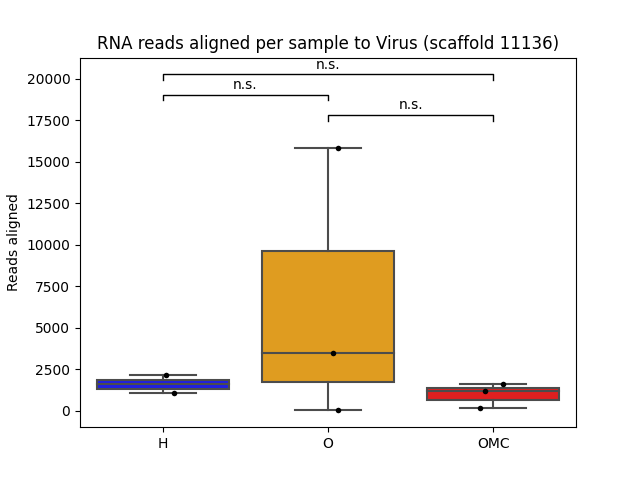 RNA reads aligned per sample to Virus (scaffold 11136)
n.s.
n.s.
n.s.
20000
17500
15000
12500
10000
7500
5000
2500
0
Reads aligned
H O OMC